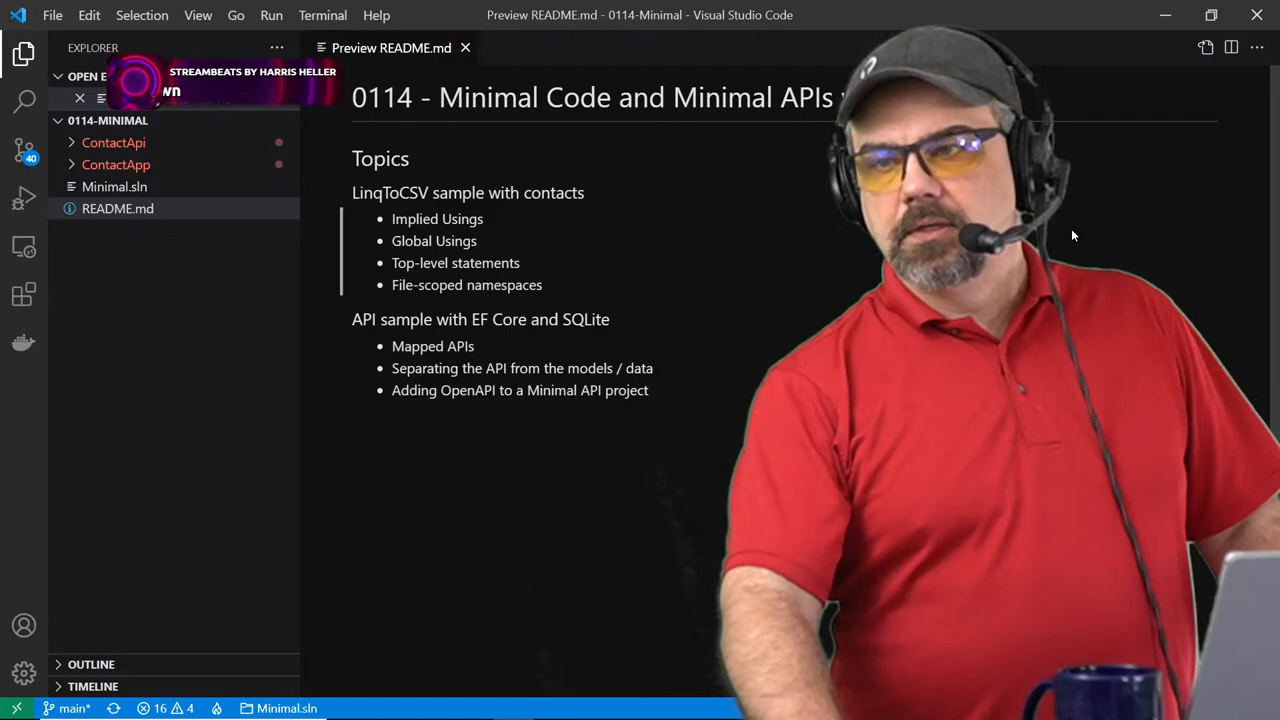 File Edit Selection View Go Run Terminal Help
Preview README.md - 0114-Minimal - Visual Studio Code
EXPLORER
Preview README.md
OPEN E
STREAMBEATS BY HARRIS HELLER
wn
0114-MINIMAL
ContactApi
ContactApp
Minimal.sln
README.md
0114 - Minimal Code and Minimal APIs
Topics
LinqToCSV sample with contacts
Implied Usings
Global Usings
Top-level statements
File-scoped namespaces
API sample with EF Core and SQLite
Mapped APIs
Separating the API from the models / data
Adding OpenAPI to a Minimal API project
40
OUTLINE
TIMELINE
main* 16 4 Minimal.sln